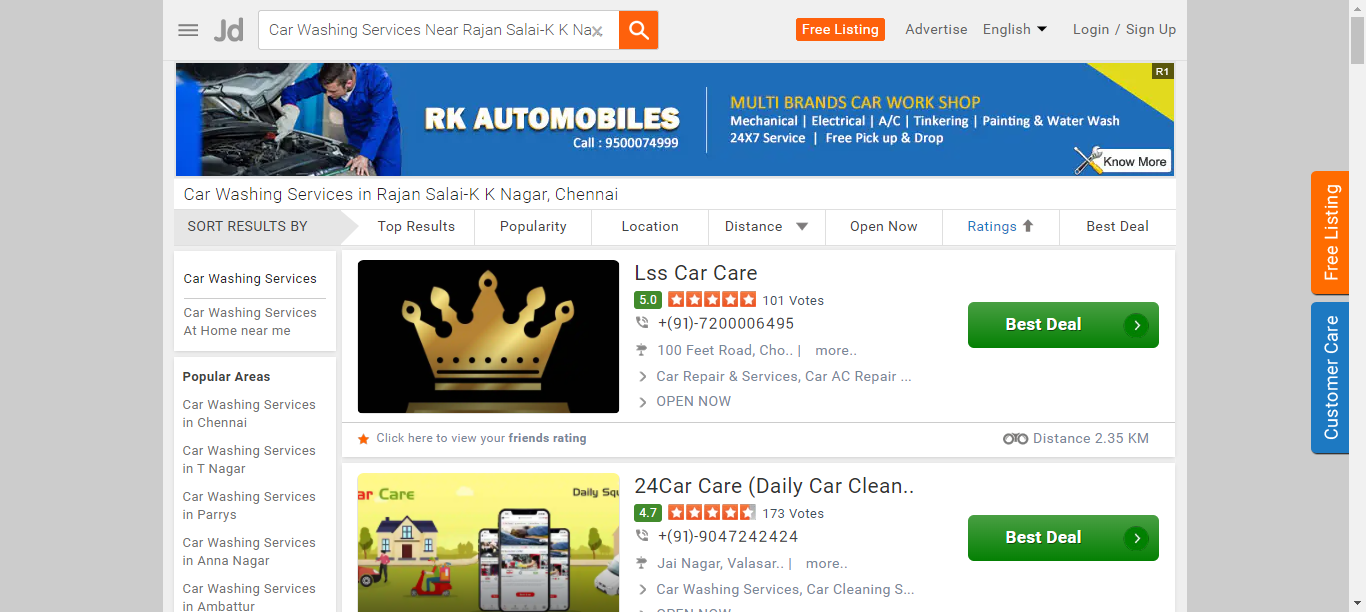 Jd
Car Washing Services Near Rajan Salai-K K Na
Free Listing
Advertise
English
Login / Sign Up
R1
RK AUTOMOBILES
Call : 9500074999
MULTI BRANDS CAR WORK SHOP
Mechanical | Electrical | A/C | Tinkering | Painting & Water Wash
24X7 Service | Free Pick up & Drop
Know More
Car Washing Services in Rajan Salai-K K Nagar, Chennai
SORT RESULTS BY
Top Results
Popularity
Location
Distance
Open Now
Ratings
Best Deal
Car Washing Services
Car Washing Services
At Home near me
Popular Areas
Car Washing Services
in Chennai
Car Washing Services
in T Nagar
Car Washing Services
in Parrys
Car Washing Services
in Anna Nagar
Car Washing Services
in Ambattur
Lss Car Care
5.0 101 Votes
+(91)-7200006495
100 Feet Road, Cho.. | more..
Car Repair & Services, Car AC Repair ...
OPEN NOW
Best Deal
Click here to view your friends rating
Distance 2.35 KM
ar Care
Daily Squ
24Car Care (Daily Car Clean..
4.7 173 Votes
+(91)-9047242424
Jai Nagar, Valasar.. | more..
Car Washing Services, Car Cleaning S...
OPEN NOW
Best Deal
Free Listing
Customer Care